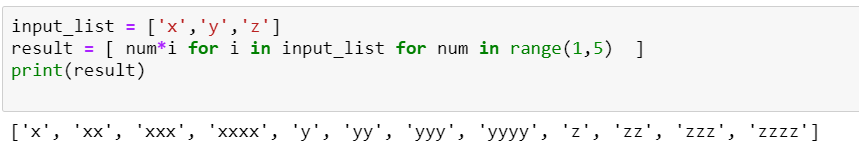 input_list = ['x','y','z']
result = [ num*i for i in input_list for num in range(1,5)  ]
print(result)
['x', 'xx', 'xxx', 'xxxx', 'y', 'yy', 'yyy', 'yyyy', 'z', 'zz', 'zzz', 'zzzz']